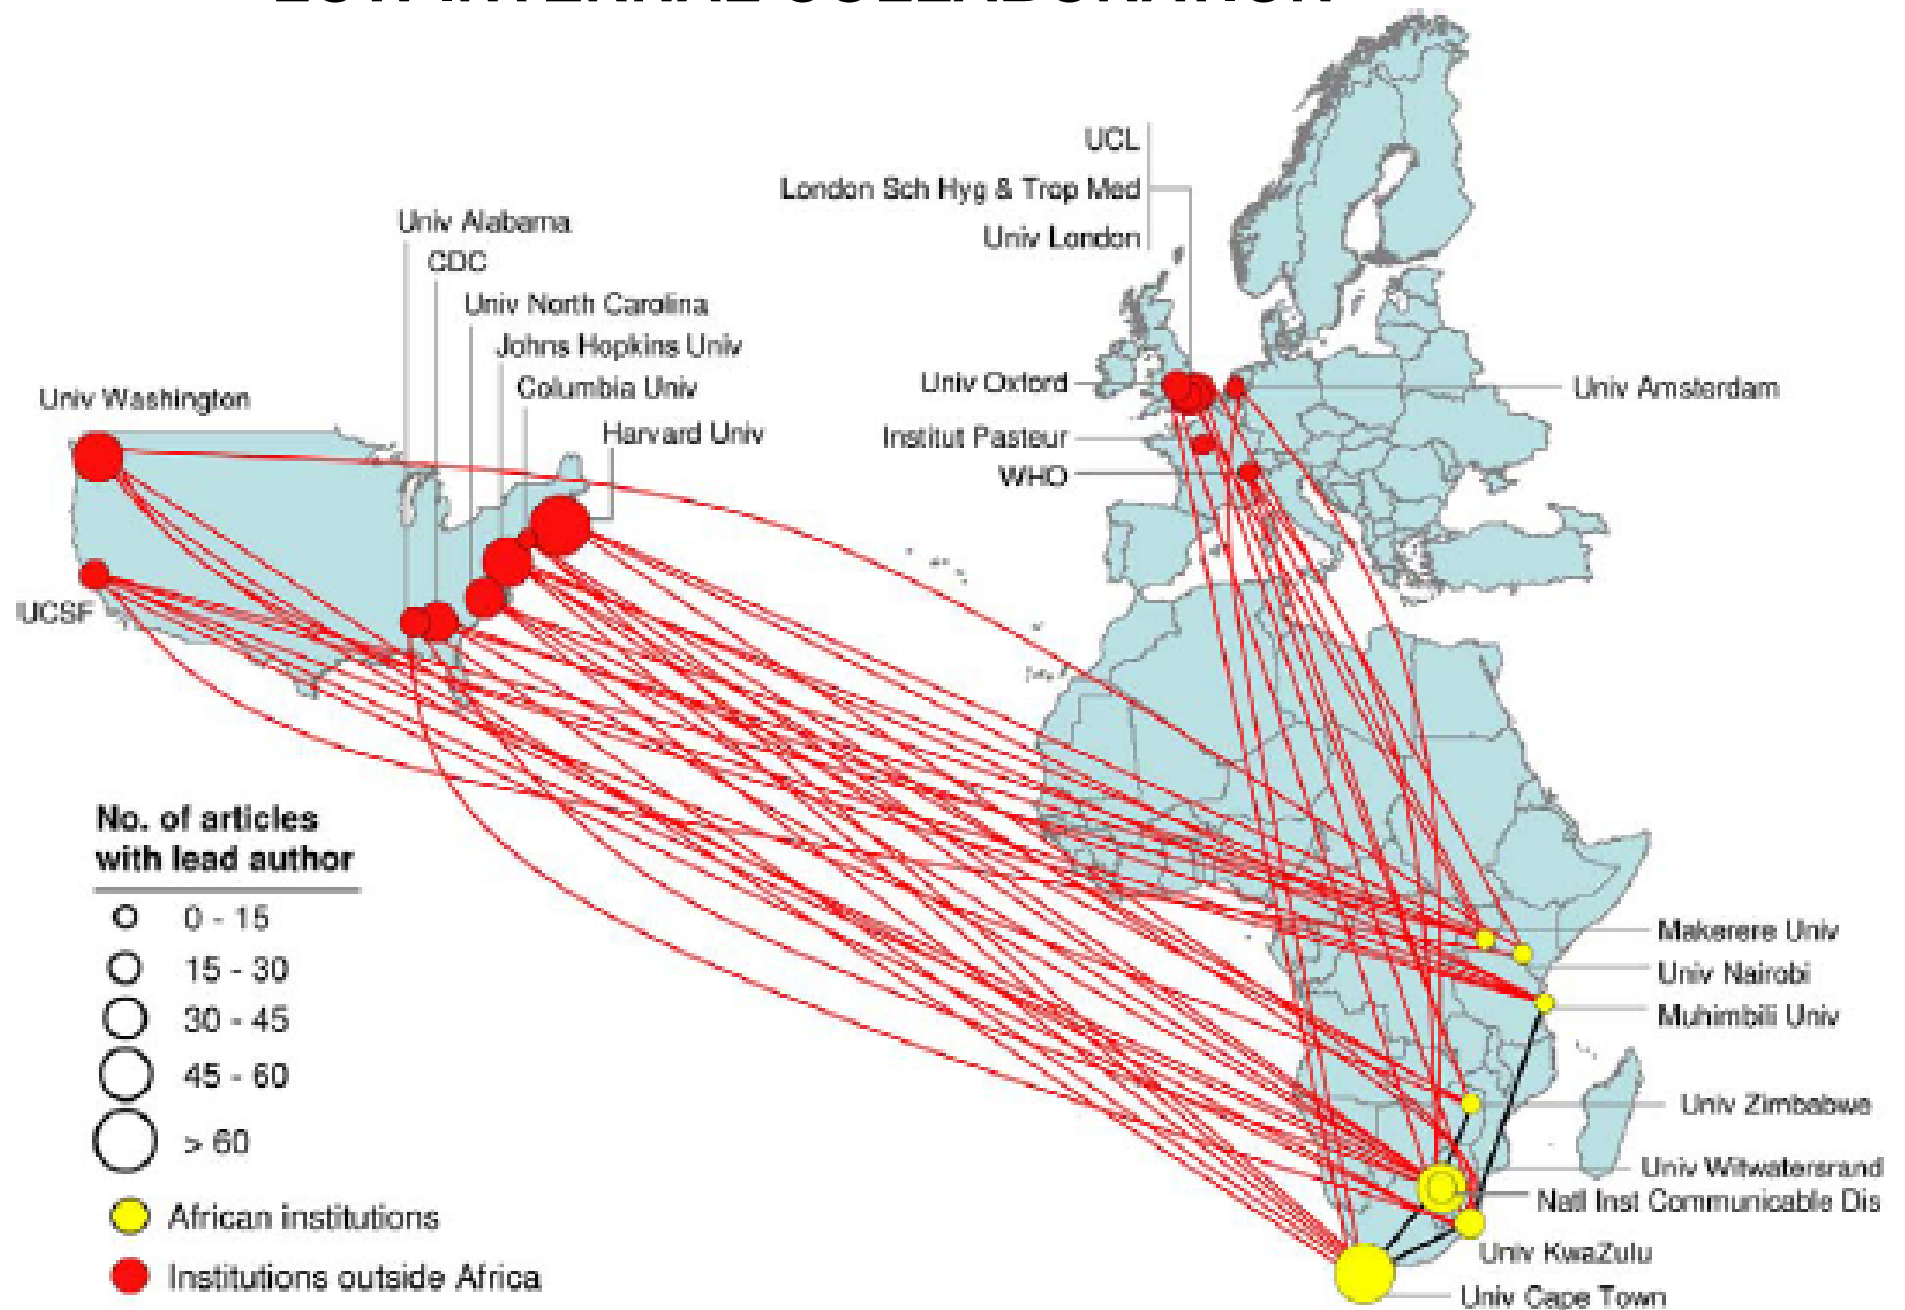 UCL
London Sch Hyg & Trop Med
Univ London
Univ Alabama
CDC
Univ North Carolina
Johns Hopkins Univ
Columbia Univ
Harvard Univ
Univ Washington
UCSF
Univ Oxford
Univ Amsterdam
Institut Pasteur
WHO
No. of articles
with lead author
0 - 15
15 - 30
30 - 45
45 - 60
> 60
African institutions
Institutions outside Africa
Makerere Univ
Univ Nairobi
Muhimbili Univ
Univ Zimbabwe
Univ Witwatersrand
Natl Inst Communicable Dis
Univ KwaZulu
Univ Cape Town